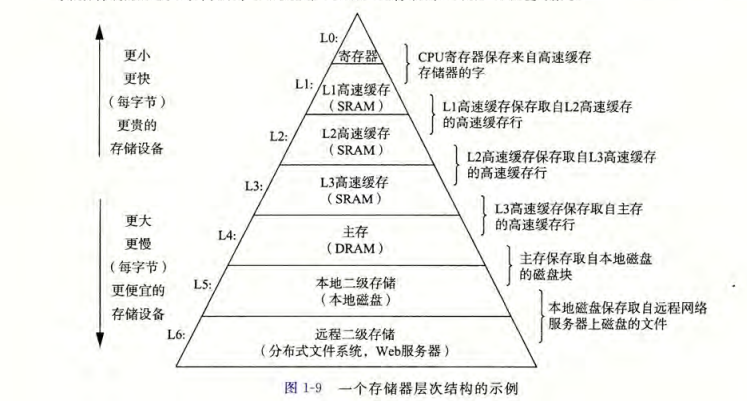 L0:
寄存器
CPU寄存器保存来自高速缓存
存储器的字
更小
更快
(每字节)
更贵的
存储设备
L1:
L1高速缓存
(SRAM)
L1高速缓存保存取自L2高速缓存
的高速缓存行
L2:
L2高速缓存
(SRAM)
L2高速缓存保存取自L3高速缓存
的高速缓存行
L3:
L3高速缓存
(SRAM)
L3高速缓存保存取自主存
的高速缓存行
更大
更慢
(每字节)
更便宜的
存储设备
L4:
主存
(DRAM)
主存保存取自本地磁盘
的磁盘块
L5:
本地二级存储
(本地磁盘)
本地磁盘保存取自远程网络
服务器上磁盘的文件
L6:
远程二级存储
(分布式文件系统,Web服务器)
图 1-9 一个存储器层次结构的示例